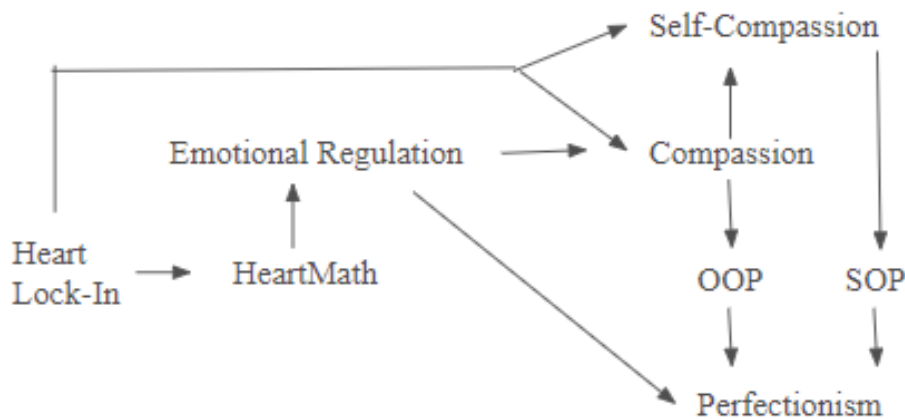 Self-Compassion
Emotional Regulation
Compassion
Heart
Lock-In
HeartMath
OOP
SOP
Perfectionism